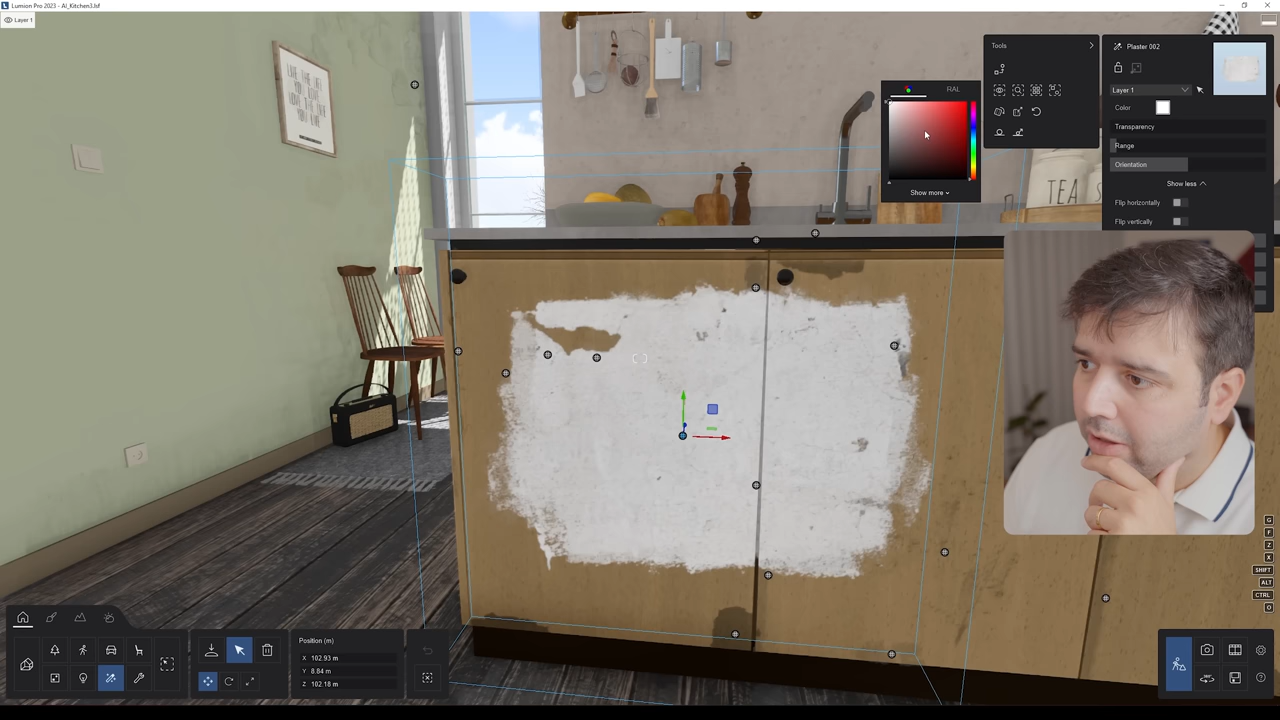 Lumion Pro 2023 - AI_Kitchen3.lsf
Layer 1
Tools
Plaster 002
RAL
Layer 1
Color
Transparency
Range
Orientation
Show more
Show less
Flip horizontally
Flip vertically
TEA
Position (m)
X 102.93 m
Y 8.84 m
Z 102.18 m
G
F
Z
X
SHIFT
ALT
CTRL
O